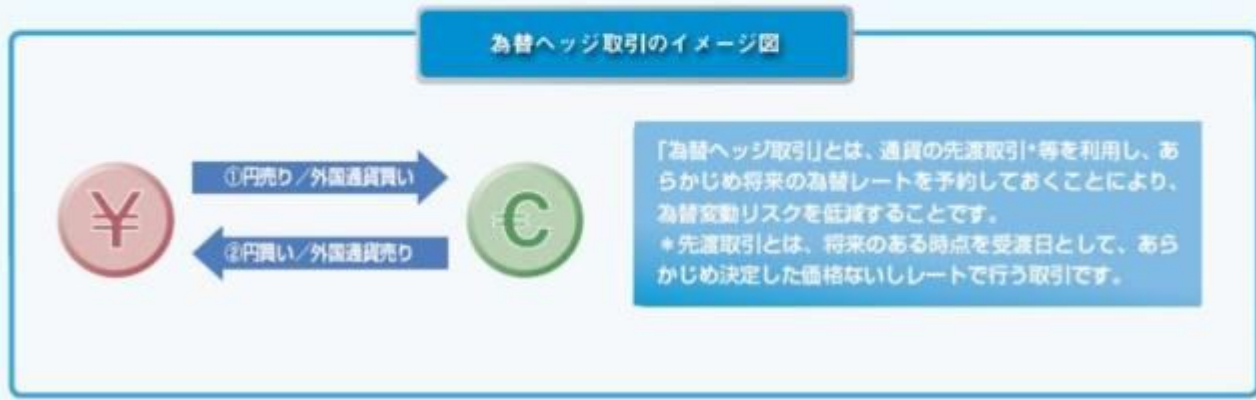 為替ヘッジ取引のイメージ図
¥
①円売り／外国通貨買い
②円買い／外国通貨売り
€
「為替ヘッジ取引」とは、通貨の先渡取引*等を利用し、あ
らかじめ将来の為替レートを予約しておくことにより、
為替変動リスクを低減することです。
＊先渡取引とは、将来のある時点を受渡日として、あら
かじめ決定した価格ないしレートで行う取引です。